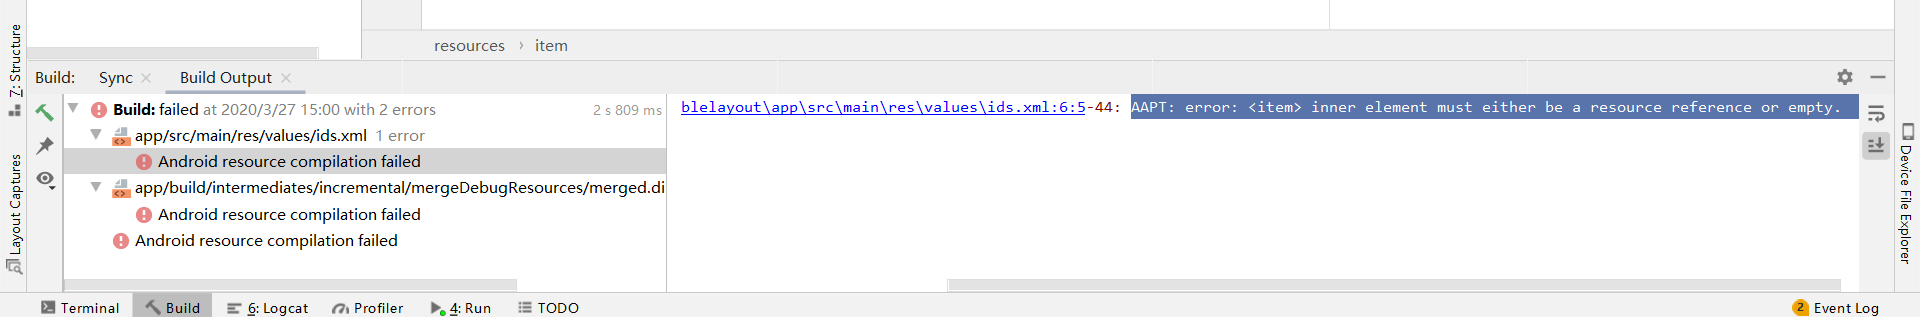 Z: Structure
Layout Captures
resources › item
Build: Sync Build Output
Build: failed at 2020/3/27 15:00 with 2 errors 2 s 809 ms
app/src/main/res/values/ids.xml 1 error
Android resource compilation failed
app/build/intermediates/incremental/mergeDebugResources/merged.di
Android resource compilation failed
Android resource compilation failed
blelayout\app\src\main\res\values\ids.xml:6:5-44: AAPT: error: <item> inner element must either be a resource reference or empty.
Device File Explorer
Terminal Build 6: Logcat Profiler 4: Run TODO 2 Event Log